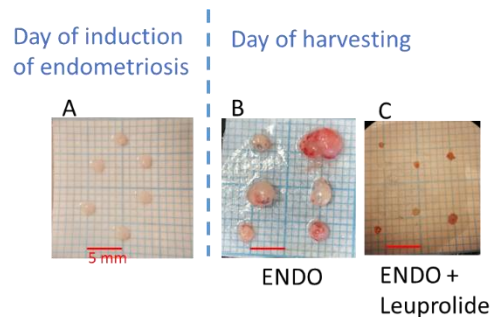 Day of induction
of endometriosis
Day of harvesting
A
B
C
5 mm
ENDO
ENDO +
Leuprolide